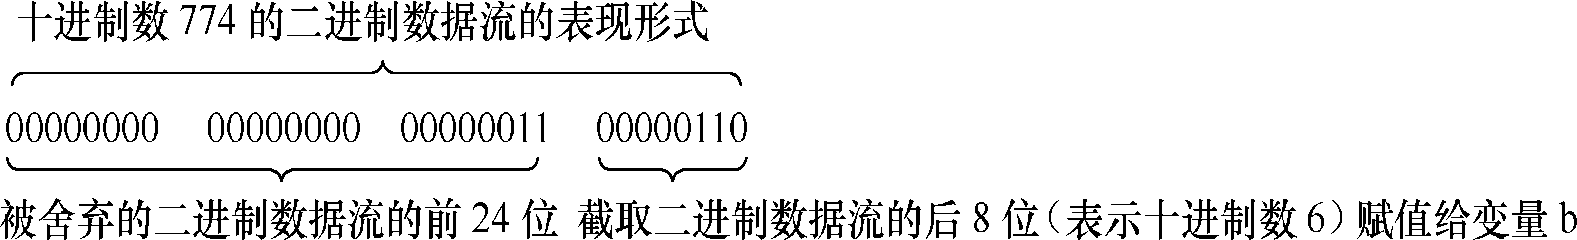 十进制数 774 的二进制数据流的表现形式
00000000 00000000 00000011 00000110
被舍弃的二进制数据流的前 24 位 截取二进制数据流的后 8 位(表示十进制数 6)赋值给变量 b